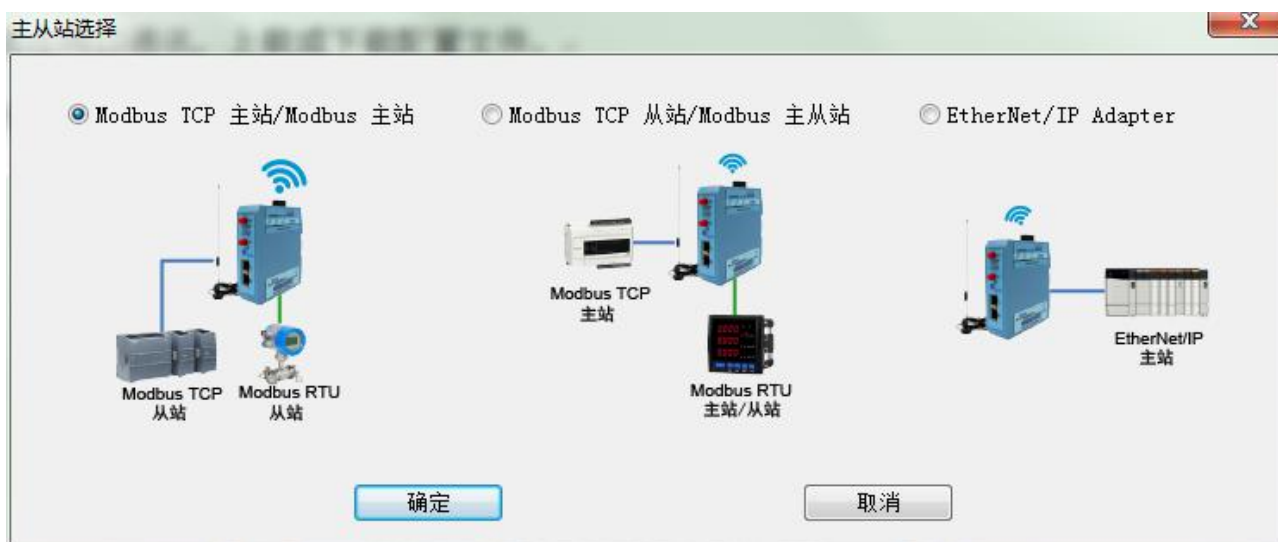 主从站选择
Modbus TCP 主站/Modbus 主站
Modbus TCP 从站/Modbus 主从站
EtherNet/IP Adapter
Modbus TCP
主站
EtherNet/IP
主站
Modbus TCP
从站
Modbus RTU
从站
Modbus RTU
主站/从站
确定
取消